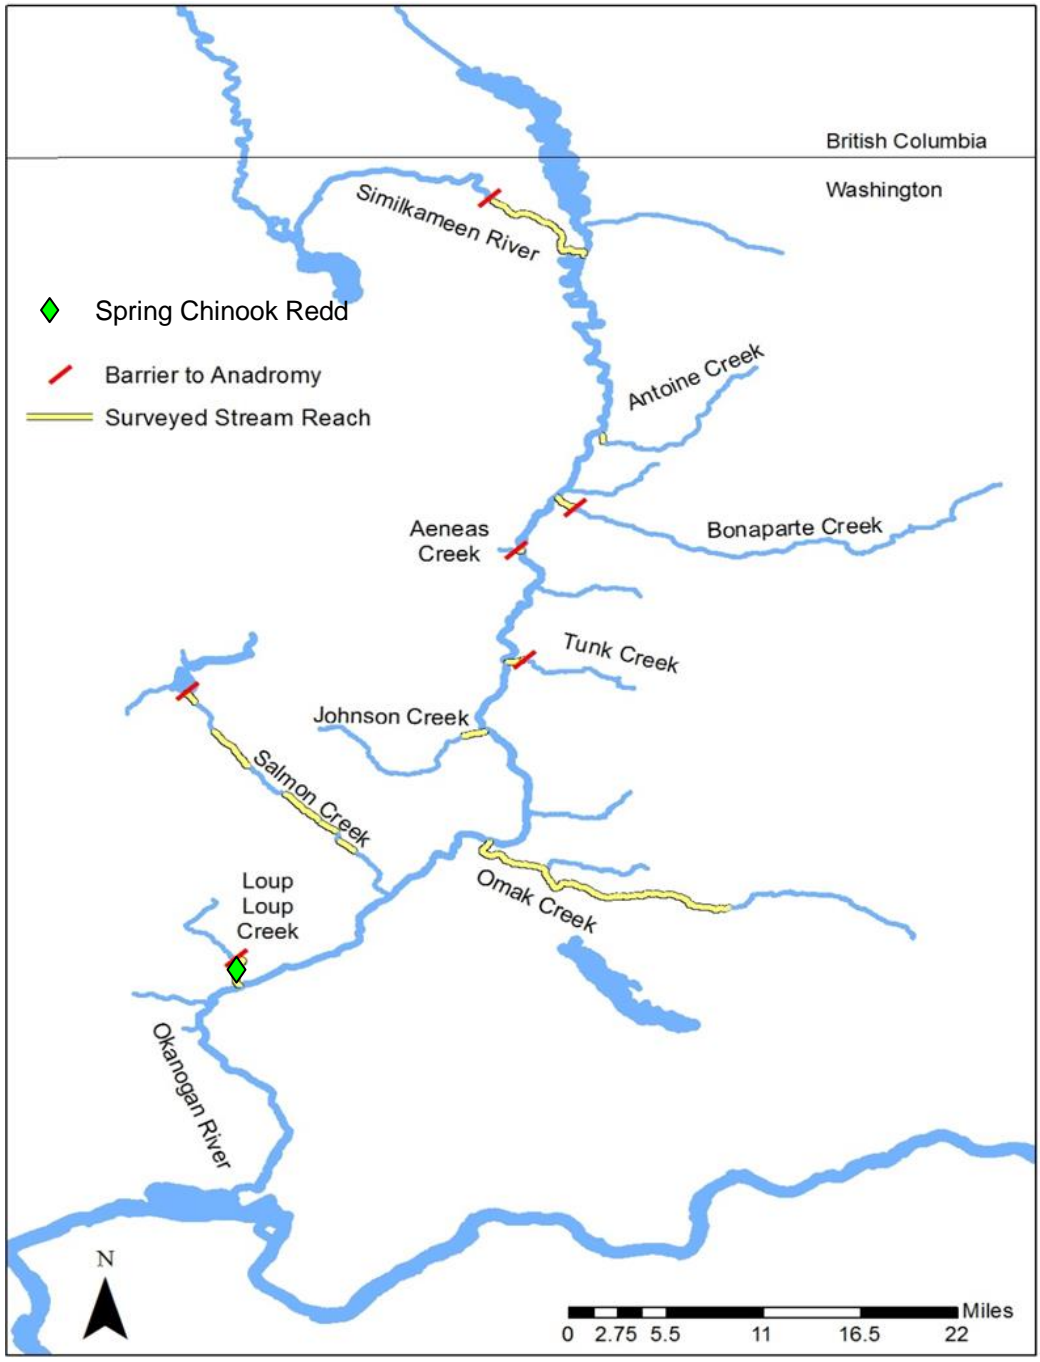 British Columbia
Washington
Similkameen River
Spring Chinook Redd
Barrier to Anadromy
Surveyed Stream Reach
Antoine Creek
Bonaparte Creek
Aeneas
Creek
Tunk Creek
Johnson Creek
Salmon Creek
Loup
Loup
Creek
Omak Creek
Okanogan River
N
Miles
0 2.75 5.5 11 16.5 22